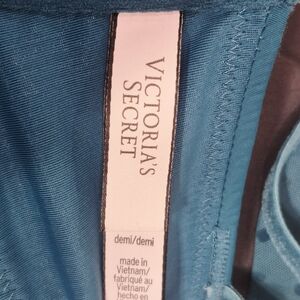 VICTORIA'S
SECRET
demi/demi
made in
Vietnam/
fabriqué au
Vietnam/
hecho en